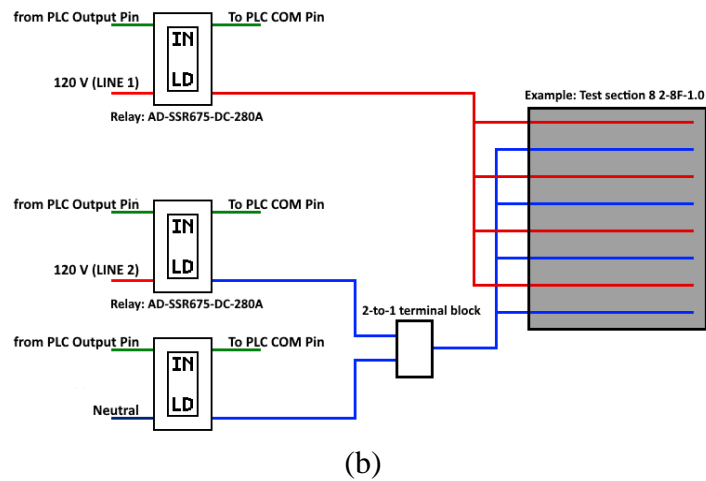 from PLC Output Pin
To PLC COM Pin
IN
LD
120 V (LINE 1)
Relay: AD-SSR675-DC-280A
Example: Test section 8 2-8F-1.0
from PLC Output Pin
To PLC COM Pin
IN
LD
120 V (LINE 2)
Relay: AD-SSR675-DC-280A
2-to-1 terminal block
from PLC Output Pin
To PLC COM Pin
IN
LD
Neutral
(b)